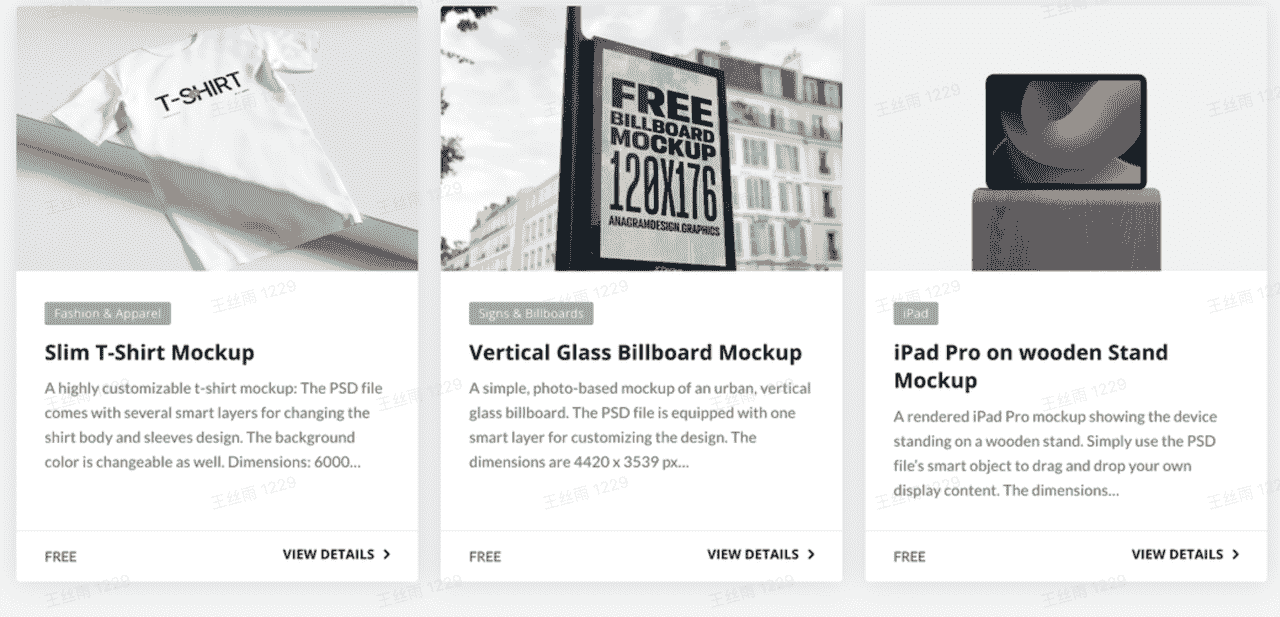 T-SHIRT
FREE
BILLBOARD
MOCKUP
120X176
ANAGRAMDESIGN.GRAPHICS
Fashion & Apparel
Slim T-Shirt Mockup
A highly customizable t-shirt mockup: The PSD file
comes with several smart layers for changing the
shirt body and sleeves design. The background
color is changeable as well. Dimensions: 6000...
FREE
VIEW DETAILS
Signs & Billboards
Vertical Glass Billboard Mockup
A simple, photo-based mockup of an urban, vertical
glass billboard. The PSD file is equipped with one
smart layer for customizing the design. The
dimensions are 4420 x 3539 px...
FREE
VIEW DETAILS
iPad
iPad Pro on wooden Stand
Mockup
A rendered iPad Pro mockup showing the device
standing on a wooden stand. Simply use the PSD
file's smart object to drag and drop your own
display content. The dimensions...
FREE
VIEW DETAILS
王丝雨 1229